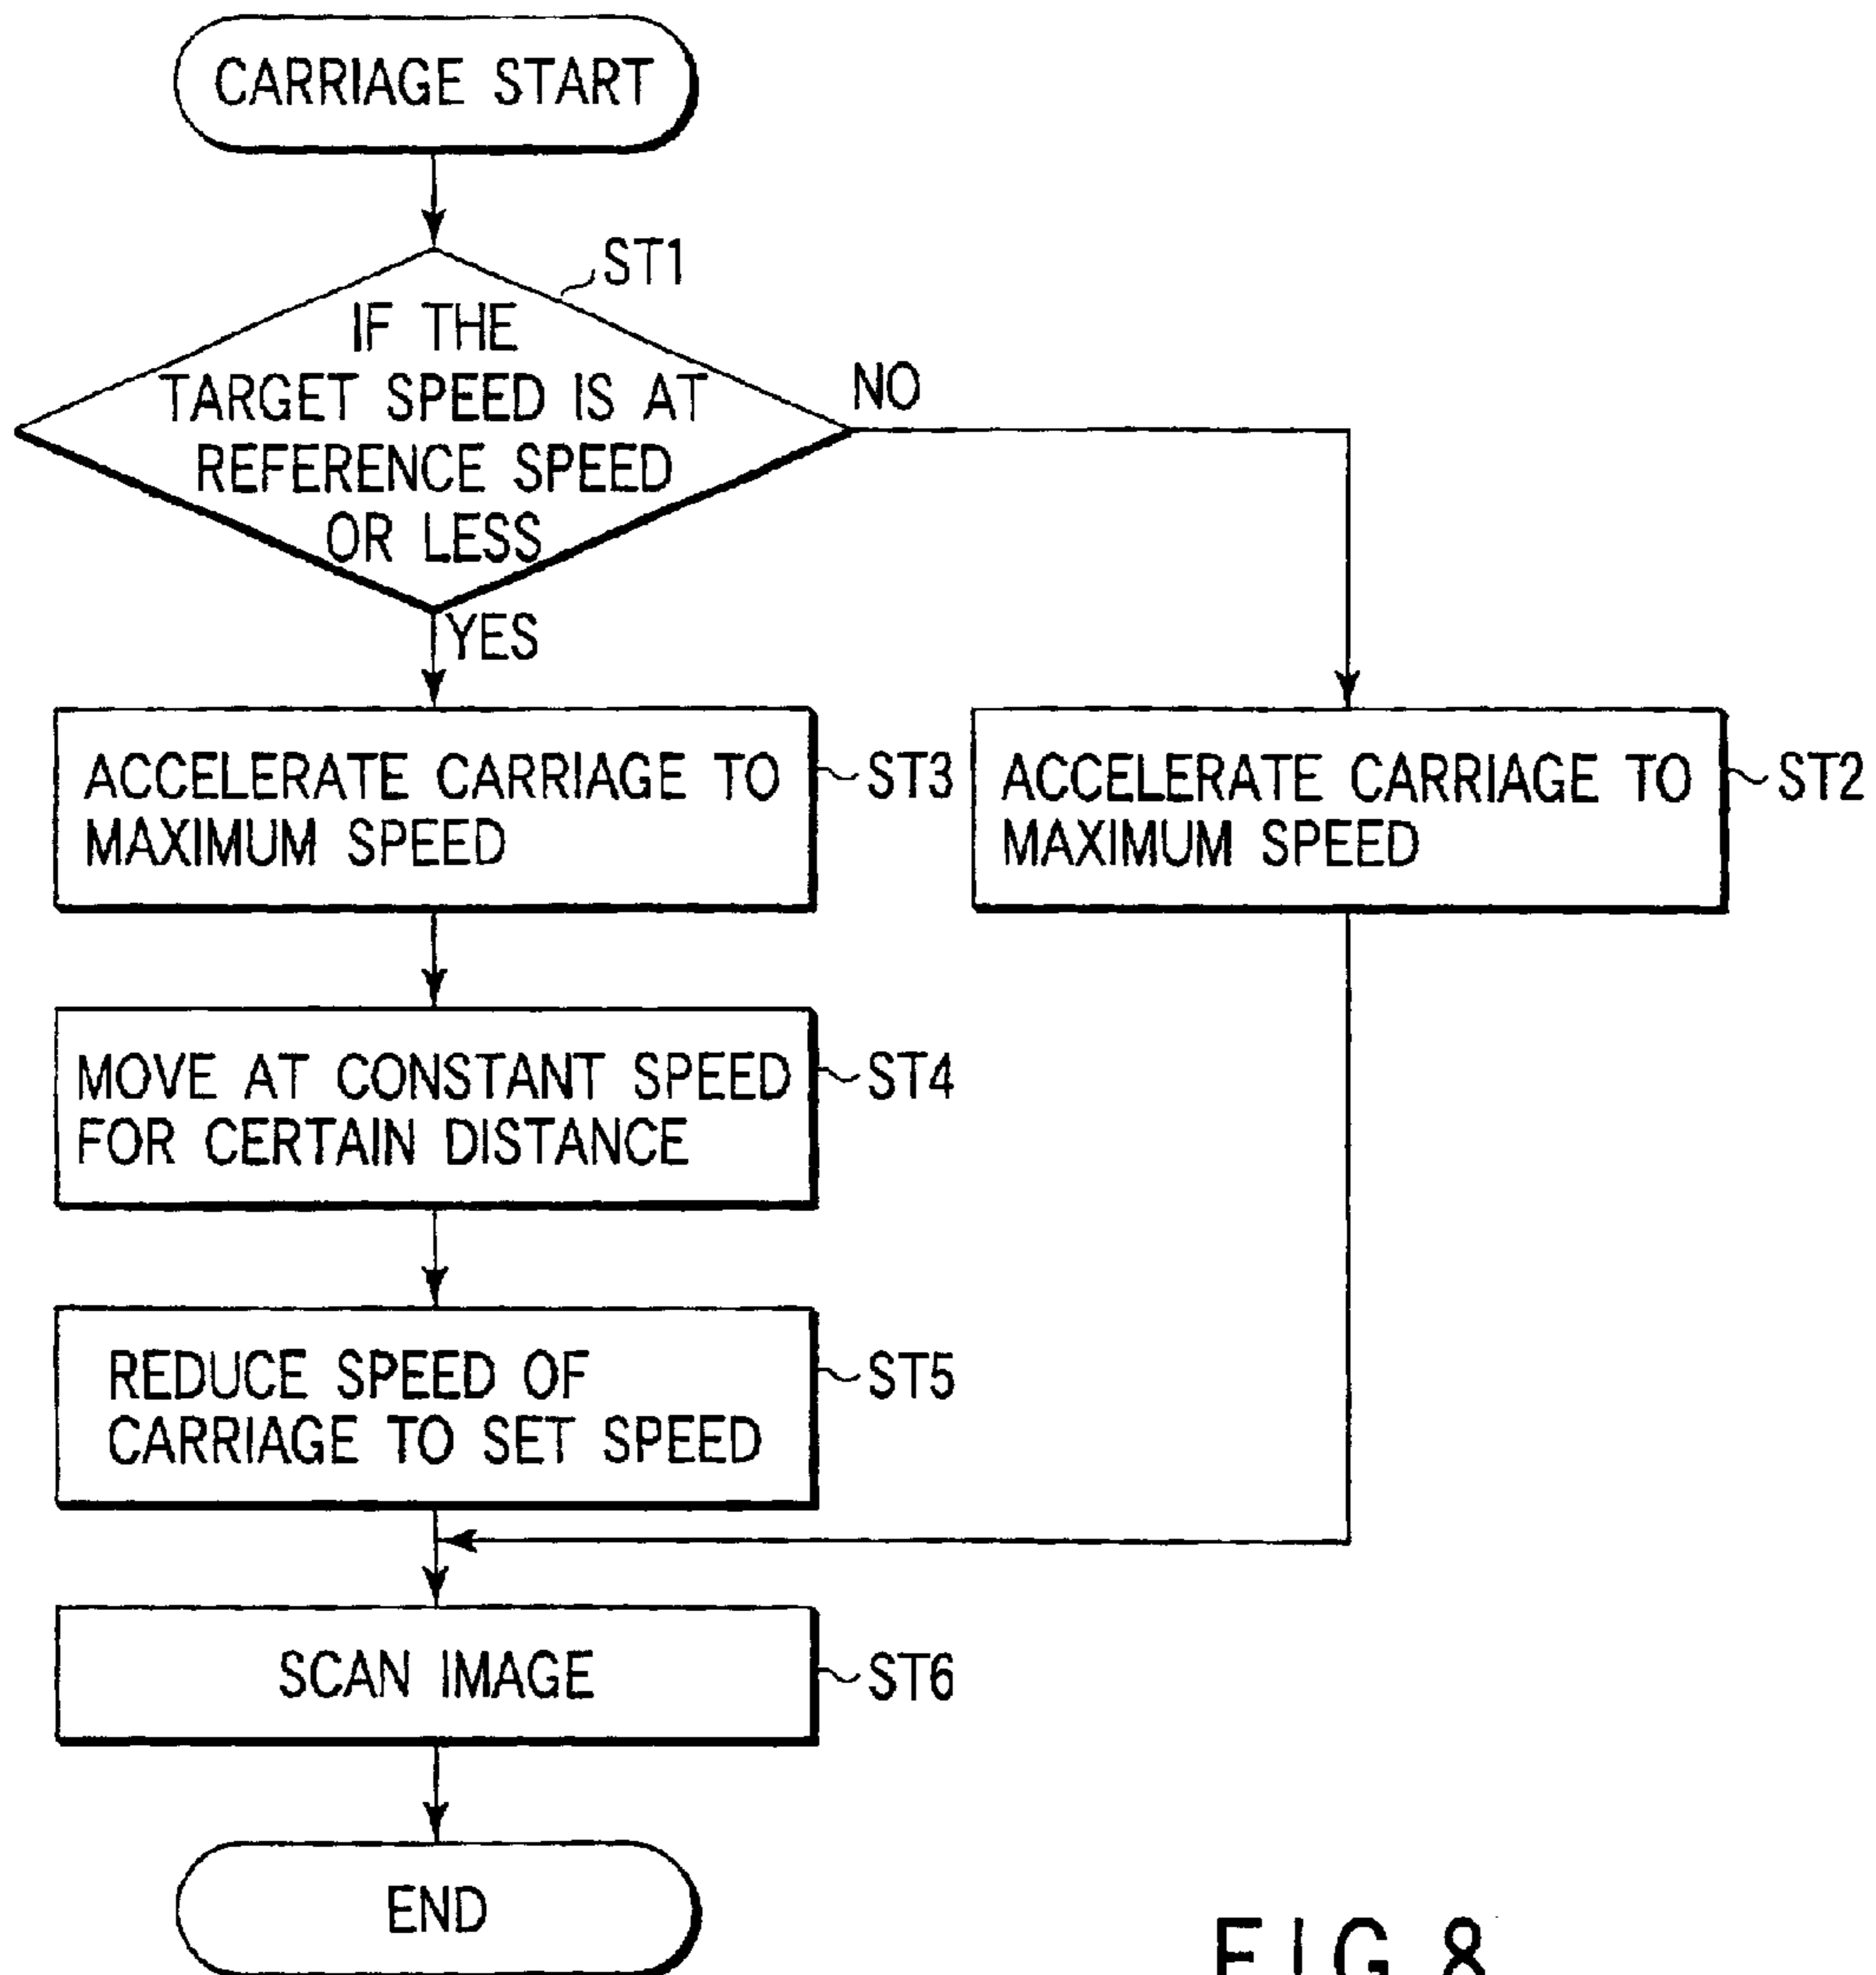 CARRIAGE START
ST1
IF THE
TARGET SPEED IS AT
REFERENCE SPEED
OR LESS
NO
YES
ACCELERATE CARRIAGE TO
MAXIMUM SPEED
ST3
ACCELERATE CARRIAGE TO
MAXIMUM SPEED
ST2
MOVE AT CONSTANT SPEED
FOR CERTAIN DISTANCE
ST4
REDUCE SPEED OF
CARRIAGE TO SET SPEED
ST5
SCAN IMAGE
ST6
END
FIG.8